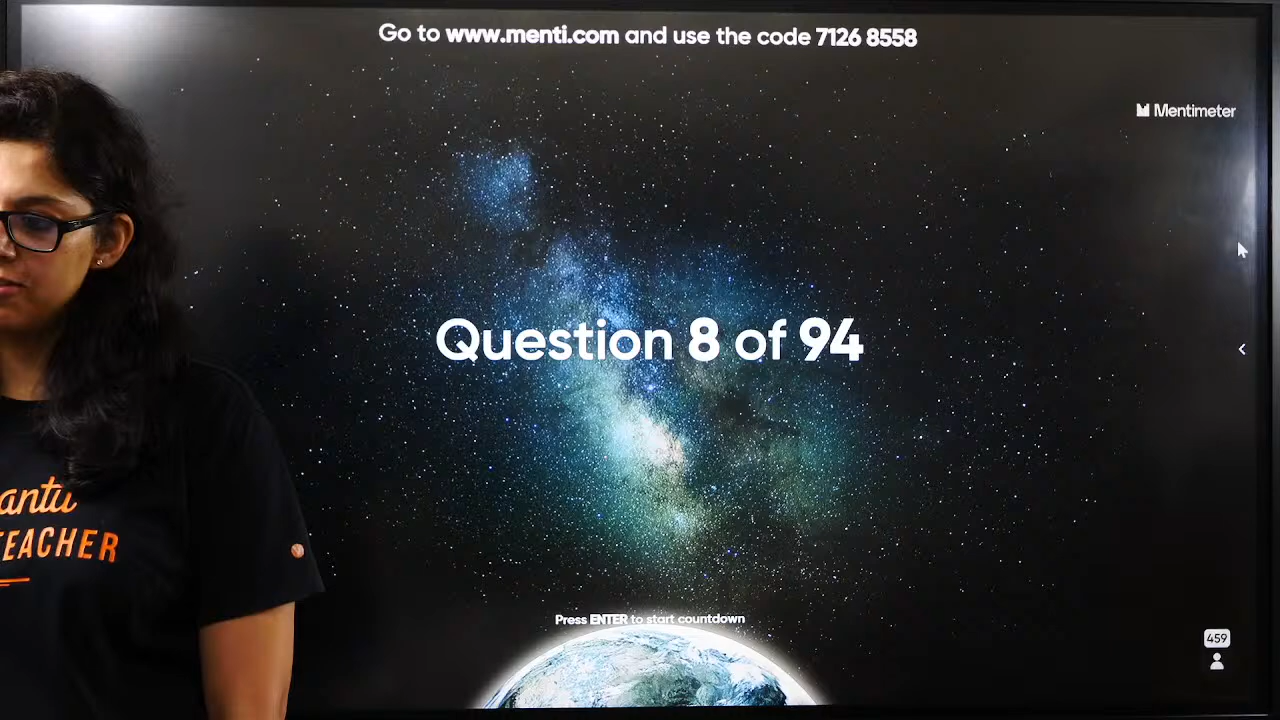 Go to www.menti.com and use the code 7126 8558
Mentimeter
Question 8 of 94
antu
TEACHER
Press ENTER to start countdown
459